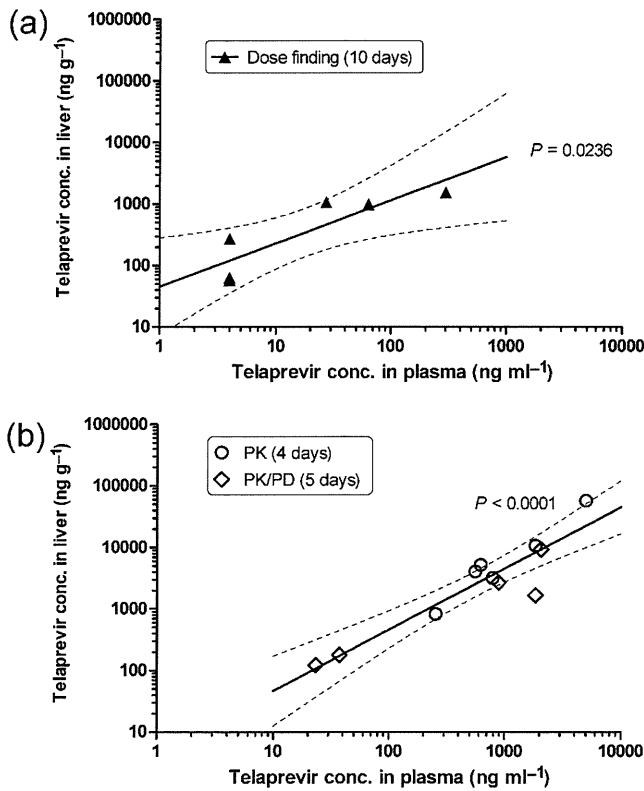 (a)
Telaprevir conc. in liver (ng g⁻¹)
1000000
100000
10000
1000
100
10
Dose finding (10 days)
P = 0.0236
1 10 100 1000 10000
Telaprevir conc. in plasma (ng ml⁻¹)
(b)
Telaprevir conc. in liver (ng g⁻¹)
1000000
100000
10000
1000
100
10
PK (4 days)
PK/PD (5 days)
P < 0.0001
1 10 100 1000 10000
Telaprevir conc. in plasma (ng ml⁻¹)